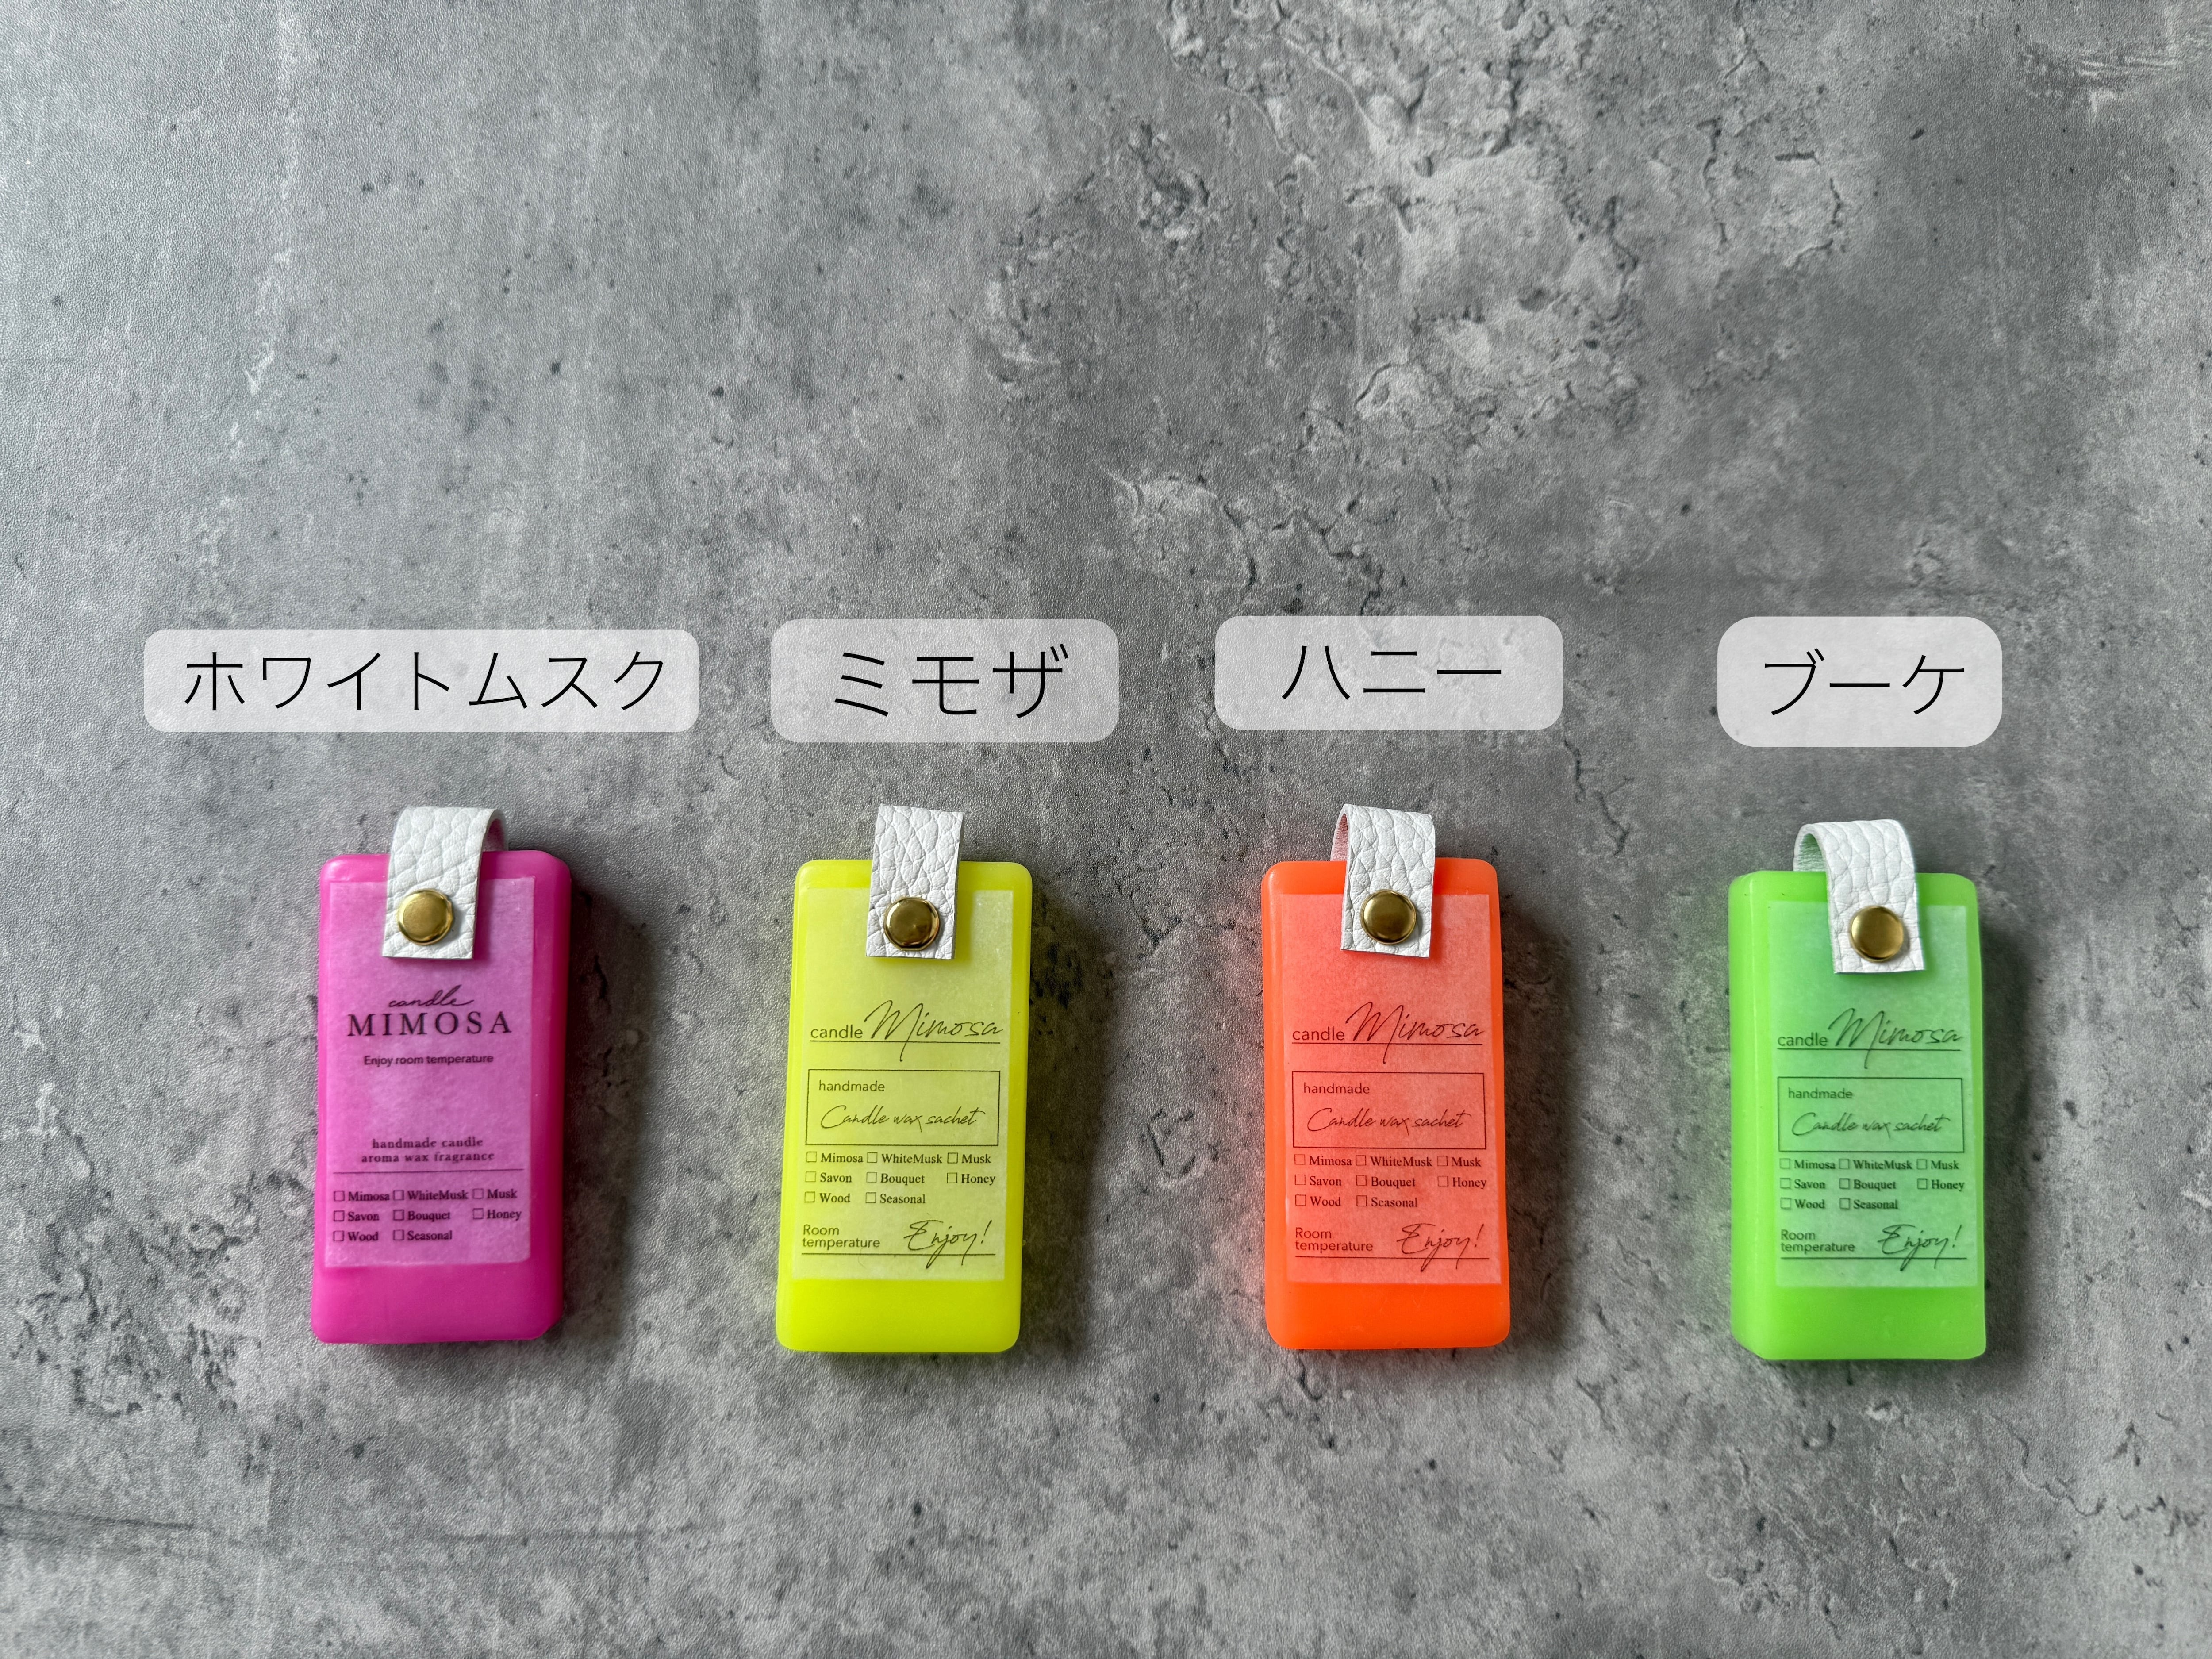 ホワイトムスク
ミモザ
ハニー
ブーケ
candle
MIMOSA
Enjoy room temperature
handmade candle
aroma wax fragrance
☐ Mimosa ☐ WhiteMusk ☐ Musk
☐ Savon ☐ Bouquet ☐ Honey
☐ Wood ☐ Seasonal
candle Mimosa
handmade
Candle wax sachet
☐ Mimosa ☐ WhiteMusk ☐ Musk
☐ Savon ☐ Bouquet ☐ Honey
☐ Wood ☐ Seasonal
Room
temperature Enjoy!
candle Mimosa
handmade
Candle wax sachet
☐ Mimosa ☐ WhiteMusk ☐ Musk
☐ Savon ☐ Bouquet ☐ Honey
☐ Wood ☐ Seasonal
Room
temperature Enjoy!
candle Mimosa
handmade
Candle wax sachet
☐ Mimosa ☐ WhiteMusk ☐ Musk
☐ Savon ☐ Bouquet ☐ Honey
☐ Wood ☐ Seasonal
Room
temperature Enjoy!